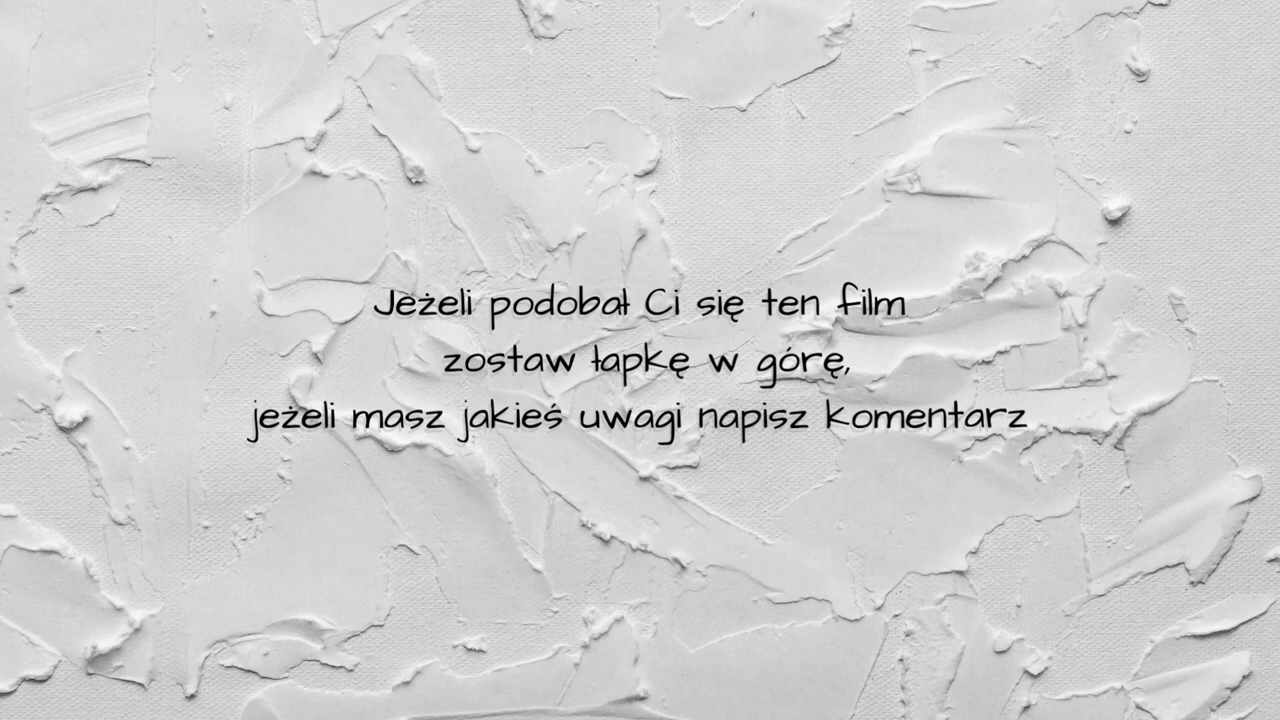 Jeżeli podobał Ci się ten film
zostaw łapkę w górę,
jeżeli masz jakieś uwagi napisz komentarz